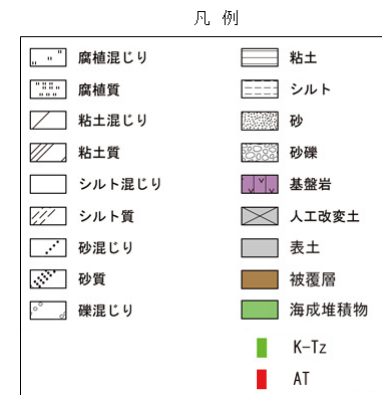 凡 例
腐植混じり
腐植質
粘土混じり
粘土質
シルト混じり
シルト質
砂混じり
砂質
礫混じり
粘土
シルト
砂
砂礫
基盤岩
人工改変土
表土
被覆層
海成堆積物
K-Tz
AT